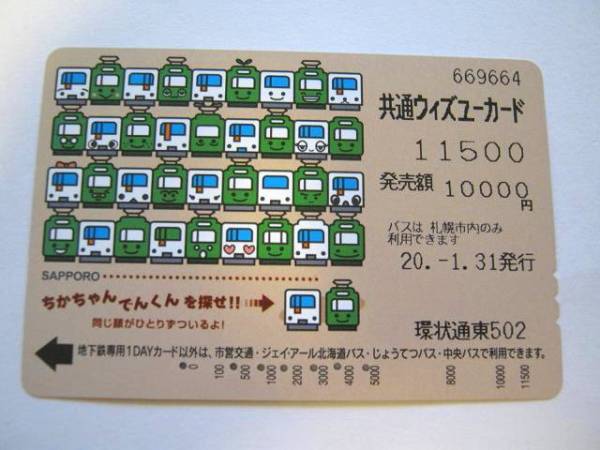 669664
共通ウィズユーカード
11500
発売額 10000円
バスは 札幌市内のみ
利用できます
20.-1.31発行
SAPPORO
ちかちゃんでんくんを探せ!!
同じ顔がひとりずついるよ!
環状通東502
地下鉄専用1DAYカード以外は、市営交通・ジェイ・アール北海道バス・じょうてつバス・中央バスで利用できます。
0 100 500 1000 2000 3000 4000 5000 8000 10000 11500